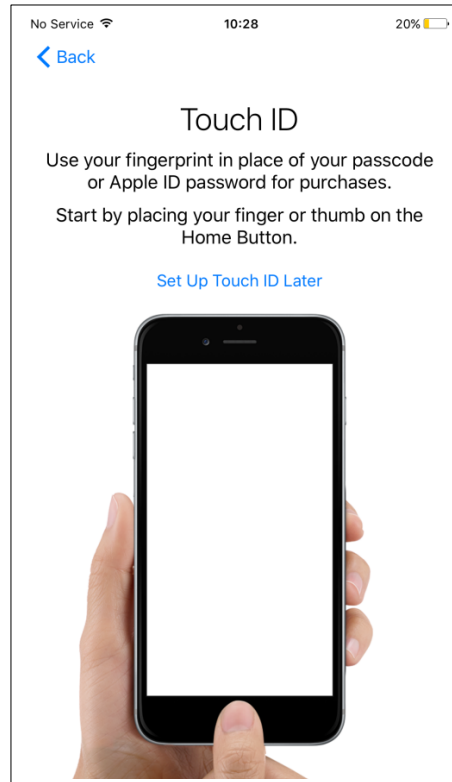 No Service 10:28 20%
Back
Touch ID
Use your fingerprint in place of your passcode
or Apple ID password for purchases.
Start by placing your finger or thumb on the
Home Button.
Set Up Touch ID Later